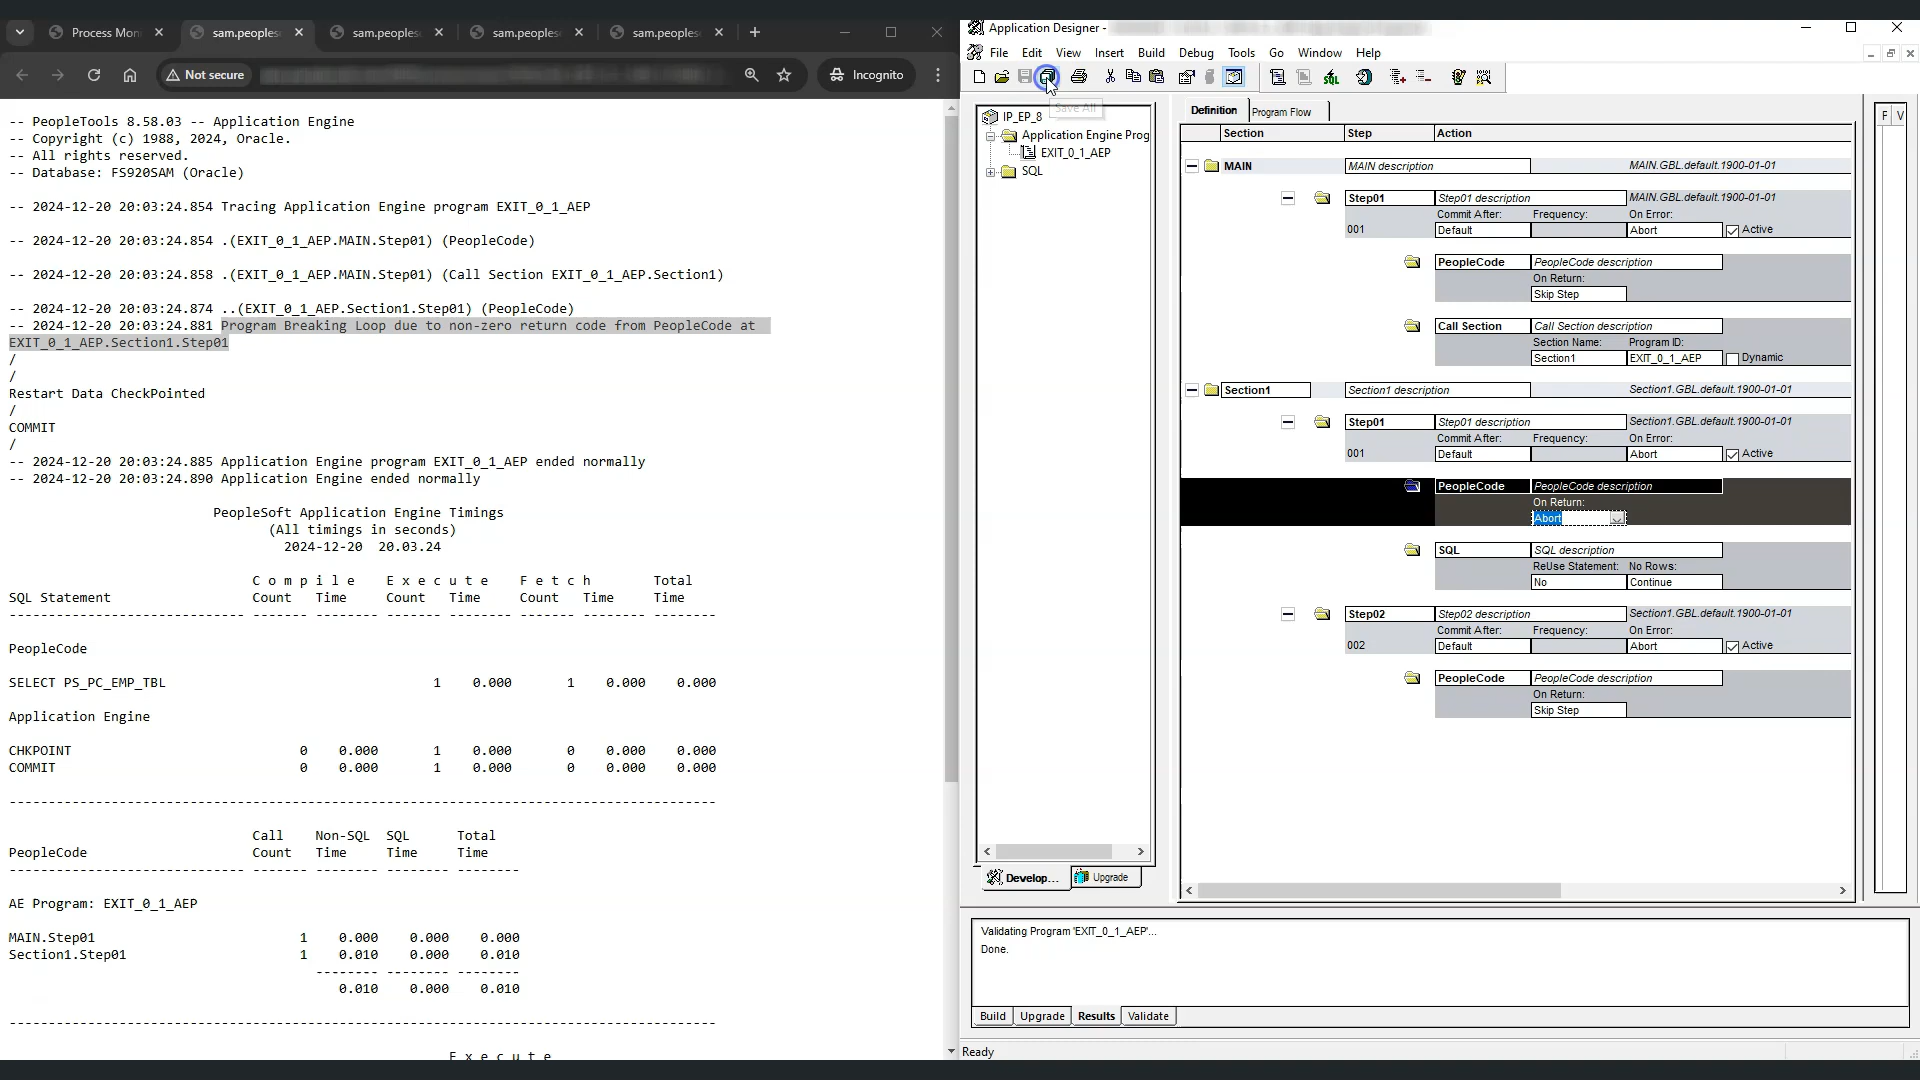 Process Mon
sam.peoples
sam.peoples
sam.peoples
sam.peoples
Not secure
Incognito
-- PeopleTools 8.58.03 -- Application Engine
-- Copyright (c) 1988, 2024, Oracle.
-- All rights reserved.
-- Database: FS920SAM (Oracle)
-- 2024-12-20 20:03:24.854 Tracing Application Engine program EXIT_0_1_AEP
-- 2024-12-20 20:03:24.854 .(EXIT_0_1_AEP.MAIN.Step01) (PeopleCode)
-- 2024-12-20 20:03:24.858 .(EXIT_0_1_AEP.MAIN.Step01) (Call Section EXIT_0_1_AEP.Section1)
-- 2024-12-20 20:03:24.874 ..(EXIT_0_1_AEP.Section1.Step01) (PeopleCode)
-- 2024-12-20 20:03:24.881 Program Breaking Loop due to non-zero return code from PeopleCode at
EXIT_0_1_AEP.Section1.Step01
/
/
Restart Data CheckPointed
/
COMMIT
/
-- 2024-12-20 20:03:24.885 Application Engine program EXIT_0_1_AEP ended normally
-- 2024-12-20 20:03:24.890 Application Engine ended normally
PeopleSoft Application Engine Timings
(All timings in seconds)
2024-12-20 20.03.24
C o m p i l e E x e c u t e F e t c h Total
SQL Statement Count Time Count Time Count Time Time
------------------------------ ------- -------- ------- -------- ------- -------- --------
PeopleCode
SELECT PS_PC_EMP_TBL 1 0.000 1 0.000 0.000
Application Engine
CHKPOINT 0 0.000 1 0.000 0 0.000 0.000
COMMIT 0 0.000 1 0.000 0 0.000 0.000
------------------------------------------------------------------------------------------
Call Non-SQL SQL Total
PeopleCode Count Time Time Time
------------------------------ ------- -------- -------- --------
AE Program: EXIT_0_1_AEP
MAIN.Step01 1 0.000 0.000 0.000
Section1.Step01 1 0.010 0.000 0.010
-------- -------- --------
0.010 0.000 0.010
------------------------------------------------------------------------------------------
E x e c u t e
Application Designer -
File Edit View Insert Build Debug Tools Go Window Help
Save All
IP_EP_8
Application Engine Prog
EXIT_0_1_AEP
SQL
Develop...
Upgrade
Definition
Program Flow
Section Step Action
MAIN MAIN description MAIN.GBL.default.1900-01-01
Step01 Step01 description MAIN.GBL.default.1900-01-01
Commit After: Frequency: On Error:
001 Default Abort Active
PeopleCode PeopleCode description
On Return:
Skip Step
Call Section Call Section description
Section Name: Program ID:
Section1 EXIT_0_1_AEP Dynamic
Section1 Section1 description Section1.GBL.default.1900-01-01
Step01 Step01 description Section1.GBL.default.1900-01-01
Commit After: Frequency: On Error:
001 Default Abort Active
PeopleCode PeopleCode description
On Return:
Abort
SQL SQL description
ReUse Statement: No Rows:
No Continue
Step02 Step02 description Section1.GBL.default.1900-01-01
Commit After: Frequency: On Error:
002 Default Abort Active
PeopleCode PeopleCode description
On Return:
Skip Step
F V
Validating Program 'EXIT_0_1_AEP'...
Done.
Build Upgrade Results Validate
Ready